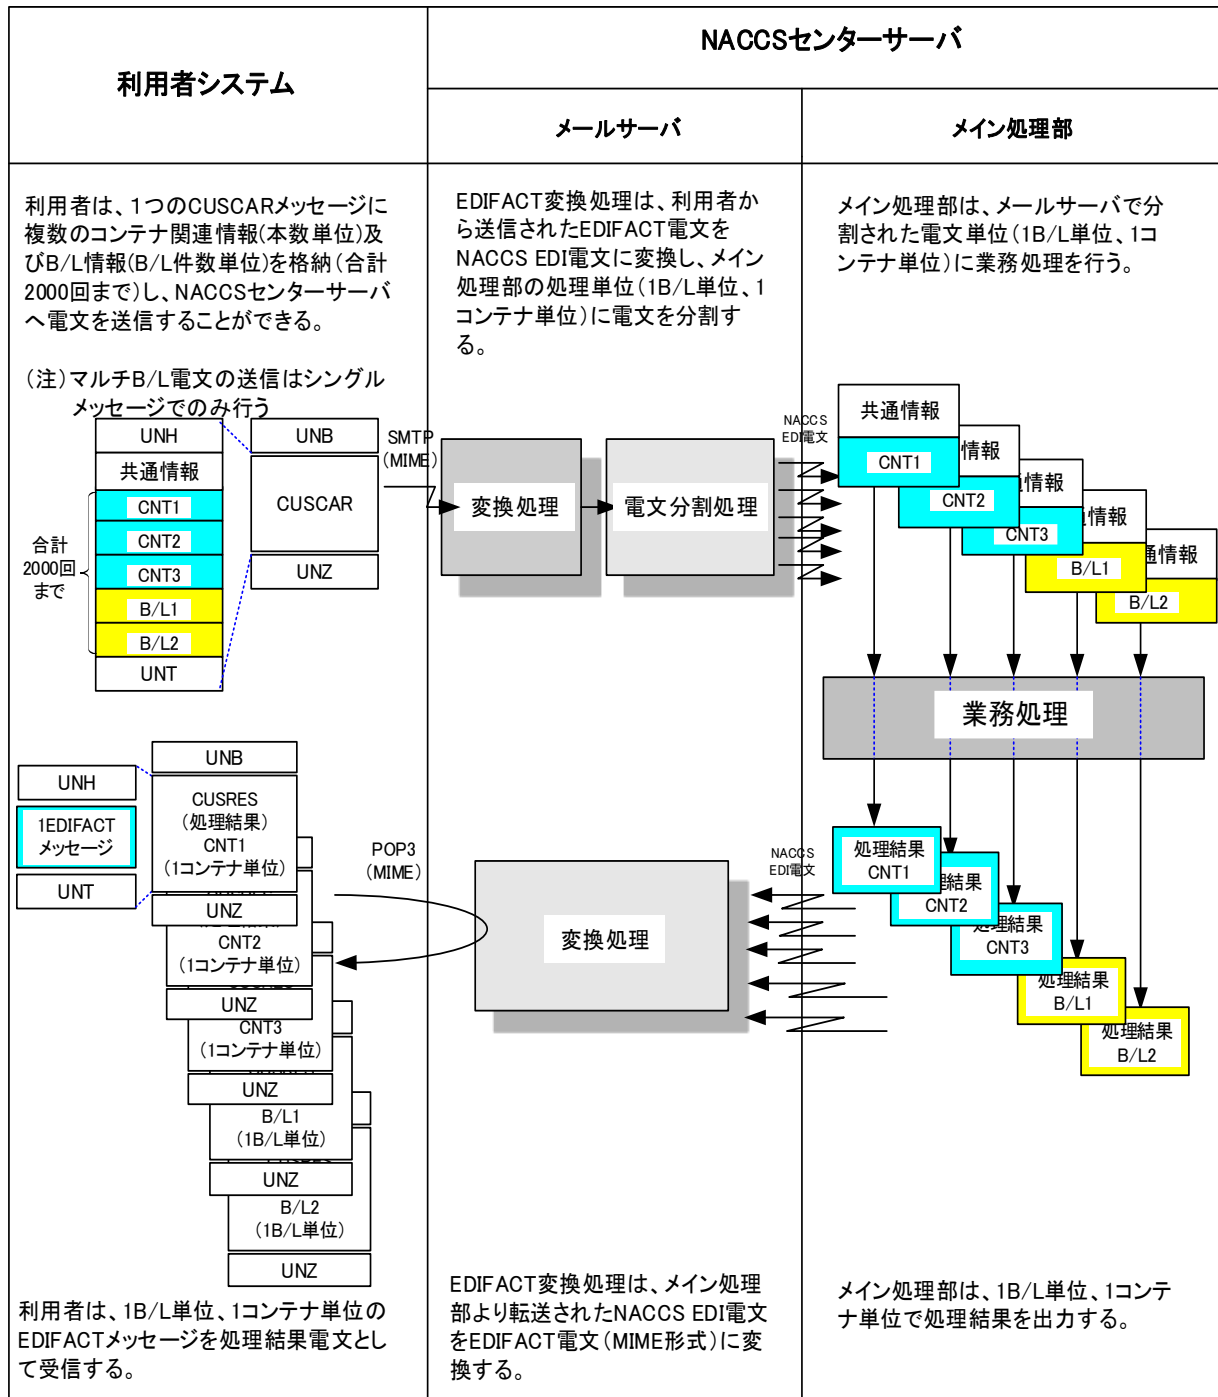 利用者システム
NACCSセンターサーバ
メールサーバ
メイン処理部
利用者は、1つのCUSCARメッセージに
複数のコンテナ関連情報(本数単位)及
びB/L情報(B/L件数単位)を格納(合計
2000回まで)し、NACCSセンターサーバ
へ電文を送信することができる。
(注)マルチB/L電文の送信はシングル
メッセージでのみ行う
EDIFACT変換処理は、利用者か
ら送信されたEDIFACT電文を
NACCS EDI電文に変換し、メイン
処理部の処理単位(1B/L単位、1
コンテナ単位)に電文を分割す
る。
メイン処理部は、メールサーバで分
割された電文単位(1B/L単位、1コ
ンテナ単位)に業務処理を行う。
UNH
共通情報
CNT1
CNT2
CNT3
B/L1
B/L2
UNT
合計
2000回
まで
UNB
CUSCAR
UNZ
SMTP
(MIME)
変換処理
電文分割処理
NACCS
EDI電文
共通情報
CNT1
情報
CNT2
情報
CNT3
情報
B/L1
通情報
B/L2
業務処理
UNH
1EDIFACT
メッセージ
UNT
UNB
CUSRES
(処理結果)
CNT1
(1コンテナ単位)
UNZ
CNT2
(1コンテナ単位)
UNZ
CNT3
(1コンテナ単位)
UNZ
B/L1
(1B/L単位)
UNZ
B/L2
(1B/L単位)
UNZ
POP3
(MIME)
変換処理
NACCS
EDI電文
処理結果
CNT1
理結果
CNT2
処理結果
CNT3
処理結果
B/L1
処理結果
B/L2
利用者は、1B/L単位、1コンテナ単位の
EDIFACTメッセージを処理結果電文とし
て受信する。
EDIFACT変換処理は、メイン処理
部より転送されたNACCS EDI電文
をEDIFACT電文(MIME形式)に変
換する。
メイン処理部は、1B/L単位、1コンテ
ナ単位で処理結果を出力する。